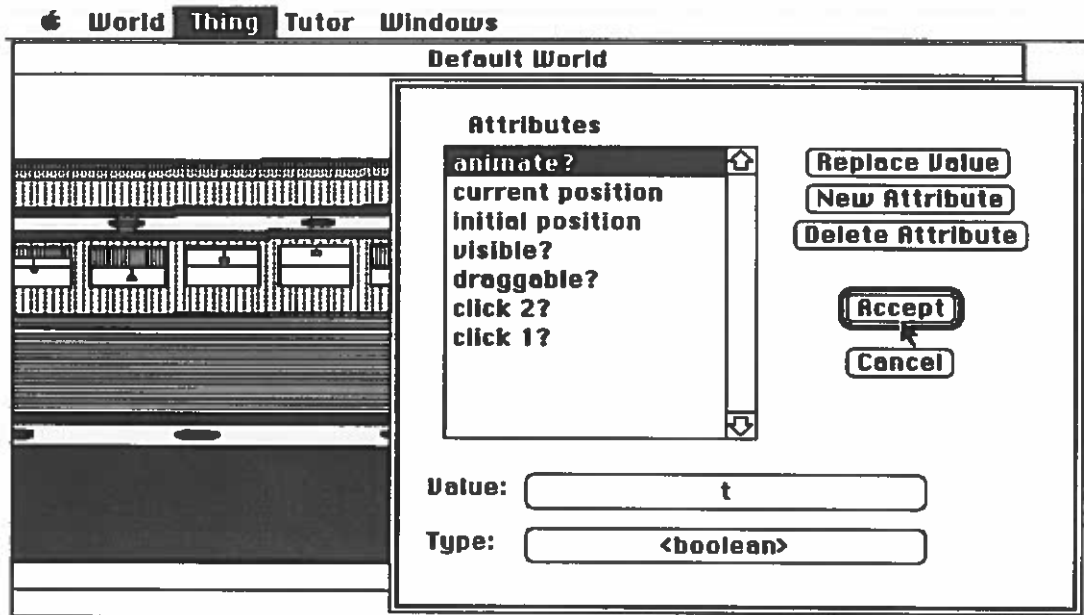 World Thing Tutor Windows
Default World
Attributes
animate?
current position
initial position
visible?
draggable?
click 2?
click 1?
Replace Value
New Attribute
Delete Attribute
Accept
Cancel
Value: t
Type: <boolean>